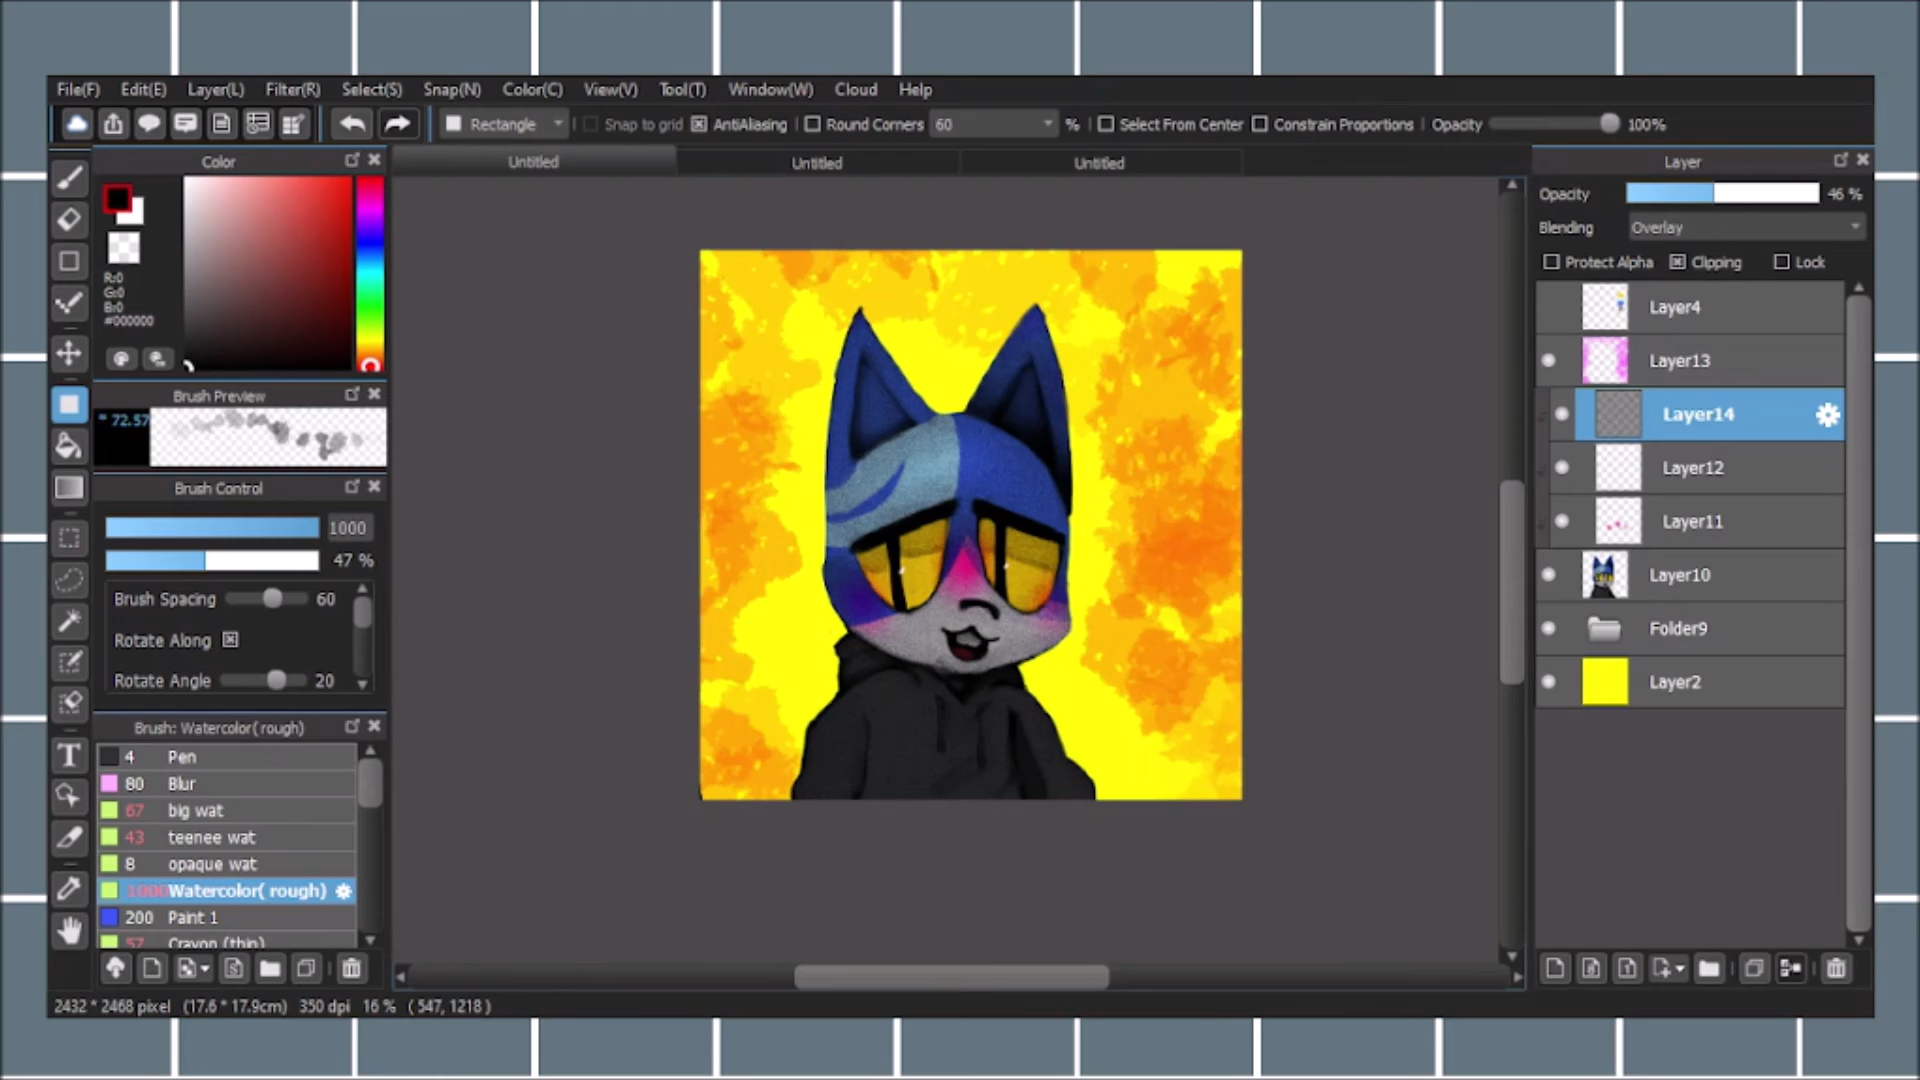 File(F) Edit(E) Layer(L) Filter(R) Select(S) Snap(N) Color(C) View(V) Tool(T) Window(W) Cloud Help
Rectangle Snap to grid AntiAliasing Round Corners 60 % Select From Center Constrain Proportions Opacity 100%
Color
R:0
G:0
B:0
#000000
Brush Preview
* 72.57
Brush Control
1000
47 %
Brush Spacing 60
Rotate Along
Rotate Angle 20
Brush: Watercolor( rough)
4 Pen
80 Blur
67 big wat
43 teenee wat
8 opaque wat
1000 Watercolor( rough)
200 Paint 1
57 Crayon (thin)
Untitled Untitled Untitled
Layer
Opacity 46 %
Blending Overlay
Protect Alpha Clipping Lock
Layer4
Layer13
Layer14
Layer12
Layer11
Layer10
Folder9
Layer2
T
8
1
S
2432 * 2468 pixel (17.6 * 17.9cm) 350 dpi 16 % ( 547, 1218 )